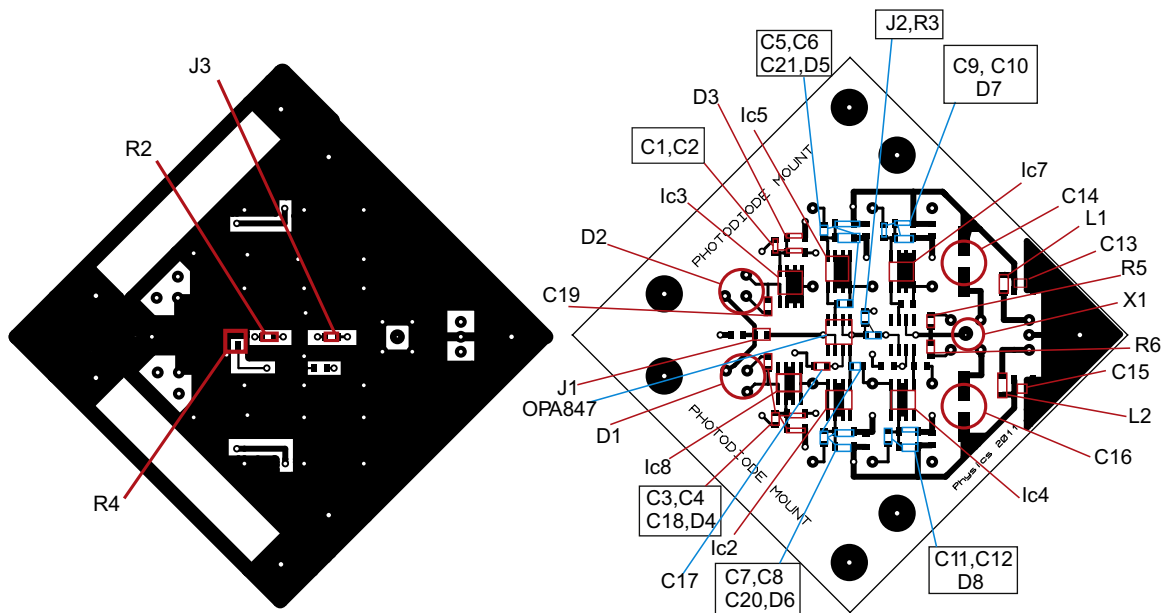 J3
R2
R4
J2,R3
C5,C6
C21,D5
C9, C10
D7
D3
Ic5
C1,C2
Ic7
Ic3
C14
L1
D2
C13
R5
C19
X1
R6
J1
OPA847
C15
D1
L2
Ic8
C16
C3,C4
C18,D4
Ic4
Ic2
C17
C7,C8
C20,D6
C11,C12
D8
PHOTODIODE MOUNT
PHOTODIODE MOUNT
Physics 2011